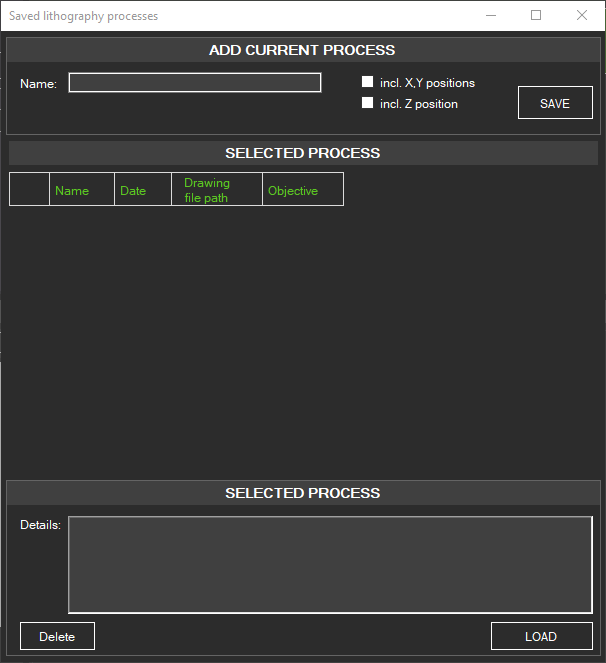 Saved lithography processes
ADD CURRENT PROCESS
Name:
incl. X,Y positions
incl. Z position
SAVE
SELECTED PROCESS
Name Date Drawing file path Objective
SELECTED PROCESS
Details:
Delete LOAD